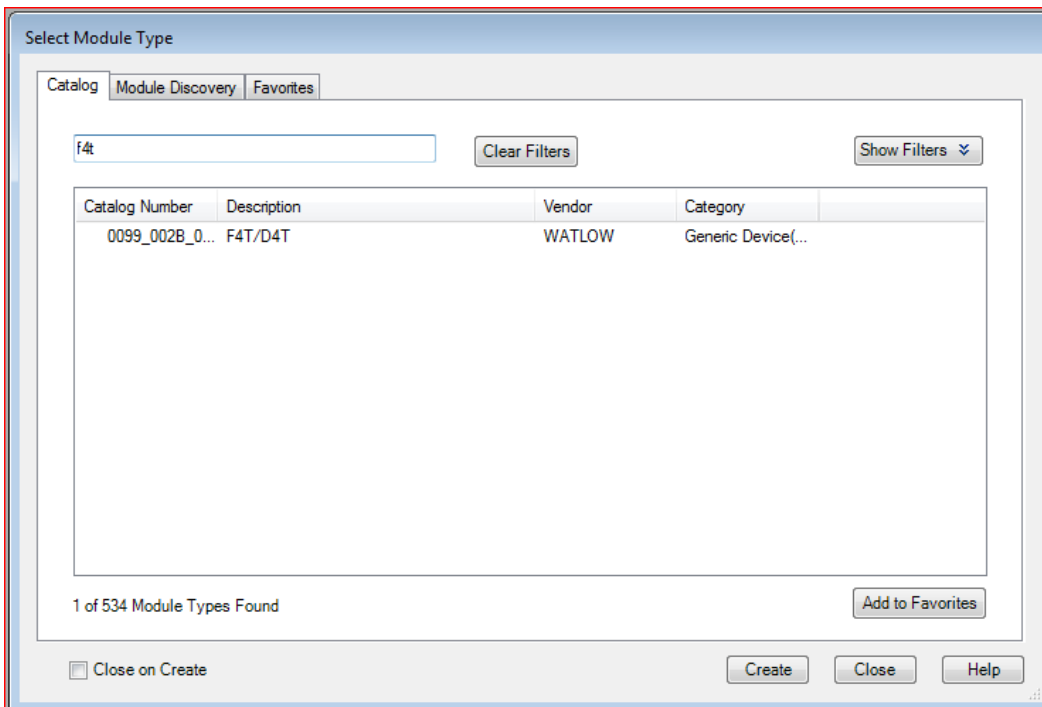 Select Module Type
Catalog Module Discovery Favorites
f4t Clear Filters Show Filters
Catalog Number Description Vendor Category
0099_002B_0... F4T/D4T WATLOW Generic Device(...
1 of 534 Module Types Found Add to Favorites
Close on Create Create Close Help